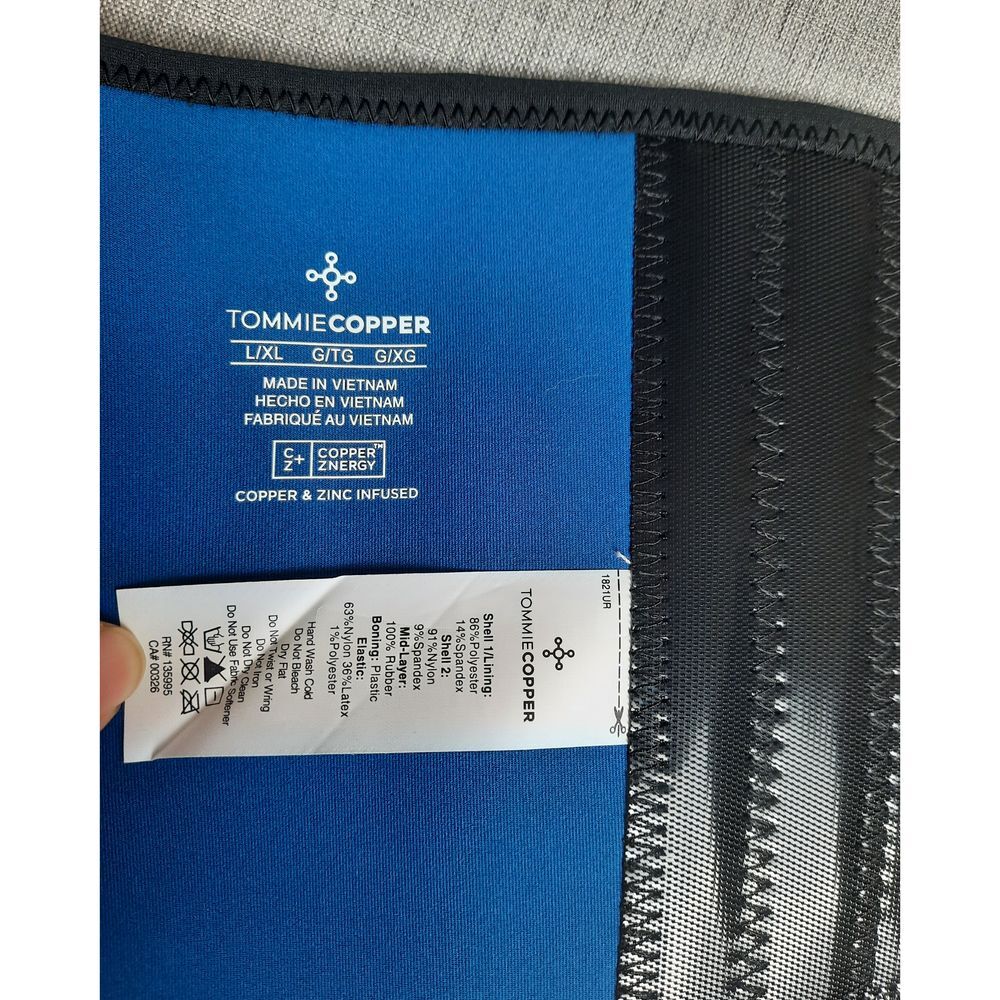 TOMMIECOPPER
L/XL G/TG G/XG
MADE IN VIETNAM
HECHO EN VIETNAM
FABRIQUÉ AU VIETNAM
C
Z+
COPPER™
ZNERGY
COPPER & ZINC INFUSED
1821UR
TOMMIECOPPER
Shell 1/Lining:
86%Polyester
14%Spandex
Shell 2:
91%Nylon
9%Spandex
Mid-Layer:
100% Rubber
Boning: Plastic
Elastic:
63%Nylon 36%Latex
1%Polyester
Hand Wash Cold
Do Not Bleach
Dry Flat
Do Not Twist or Wring
Do Not Iron
Do Not Dry Clean
Do Not Use Fabric Softener
RN# 135995
CA# 00326